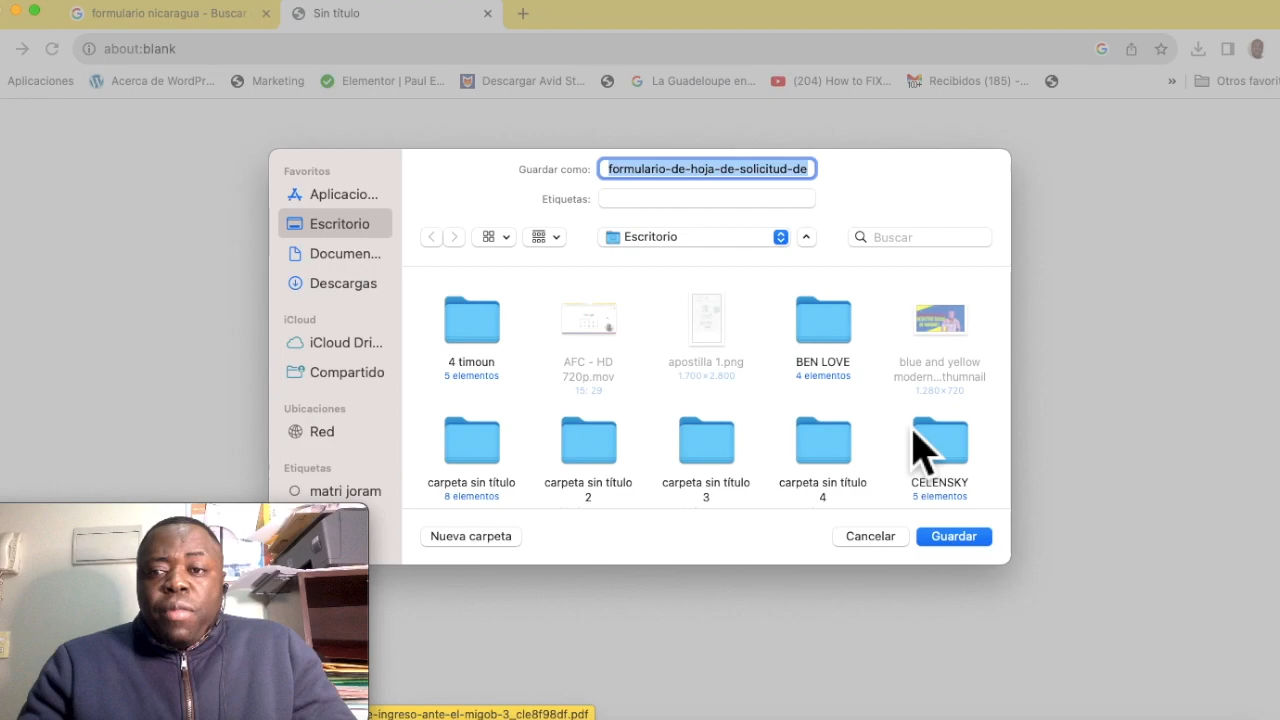 formulario nicaragua - Buscar
Sin título
about:blank
Aplicaciones
Acerca de WordPr...
Marketing
Elementor | Paul E...
Descargar Avid St...
La Guadeloupe en...
(204) How to FIX...
Recibidos (185) -...
»
Otros favorit
Favoritos
Guardar como:
formulario-de-hoja-de-solicitud-de
Aplicacio...
Etiquetas:
Escritorio
Escritorio
Buscar
Documen...
Descargas
iCloud
iCloud Dri...
Compartido
Ubicaciones
Red
Etiquetas
matri joram
4 timoun
5 elementos
AFC - HD
720p.mov
15: 29
apostilla 1.png
1.700×2.800
BEN LOVE
4 elementos
blue and yellow
modern...thumnail
1.280×720
carpeta sin título
8 elementos
carpeta sin título
2
carpeta sin título
3
carpeta sin título
4
CELENSKY
5 elementos
Nueva carpeta
Cancelar
Guardar
e-ingreso-ante-el-migob-3_cle8f98df.pdf